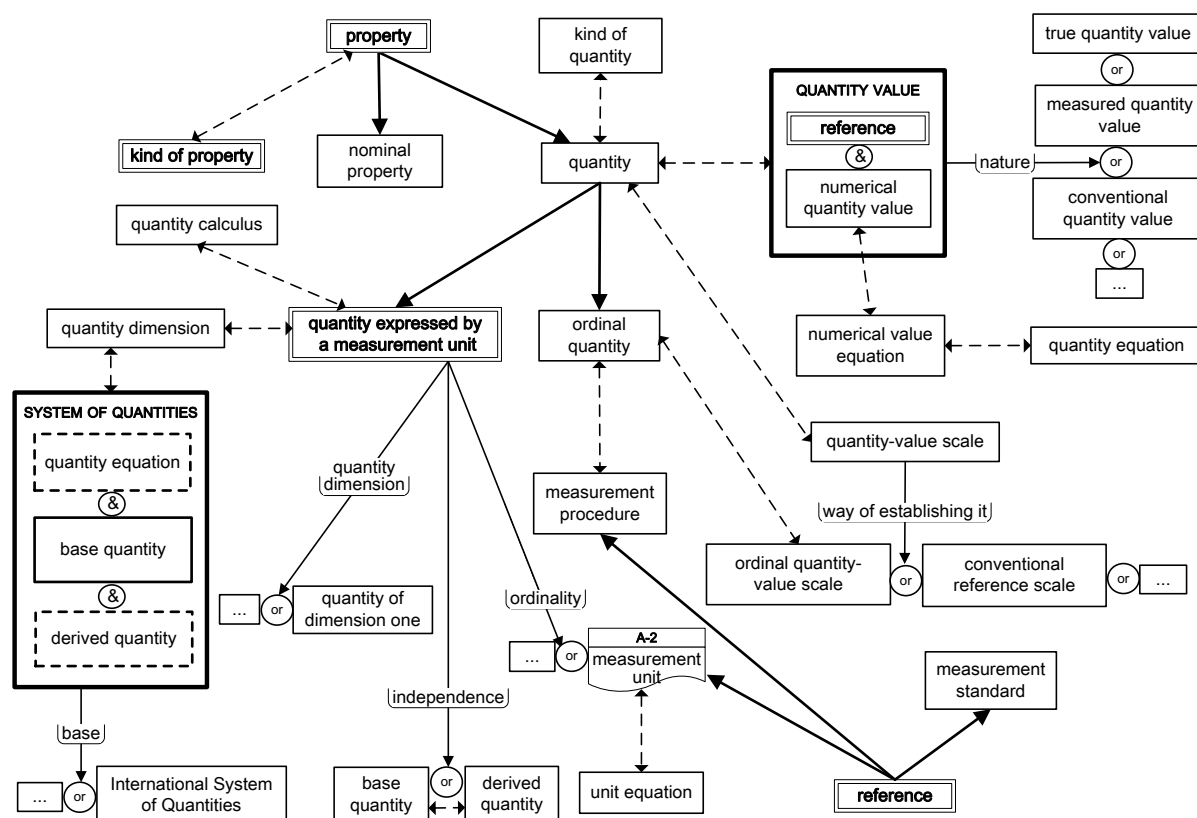 property
kind of
quantity
true quantity value
or
measured quantity
value
or
conventional
quantity value
or
...
QUANTITY VALUE
reference
&
numerical
quantity value
nature
kind of property
nominal
property
quantity
quantity calculus
quantity dimension
quantity expressed by
a measurement unit
ordinal
quantity
numerical value
equation
quantity equation
SYSTEM OF QUANTITIES
quantity equation
&
base quantity
&
derived quantity
quantity
dimension
measurement
procedure
quantity-value scale
way of establishing it
ordinal quantity-
value scale
or
conventional
reference scale
or
...
...
or
quantity of
dimension one
ordinality
...
or
A-2
measurement
unit
measurement
standard
independence
base
...
or
International System
of Quantities
base
quantity
or
derived
quantity
unit equation
reference